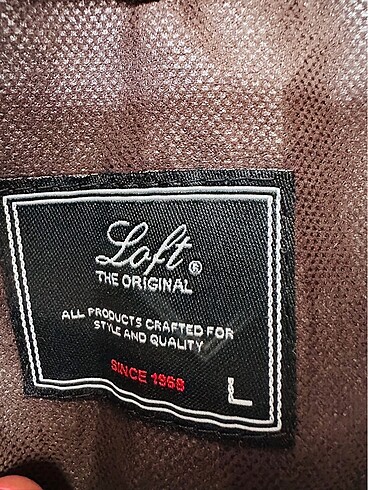 Loft®
THE ORIGINAL
ALL PRODUCTS CRAFTED FOR
STYLE AND QUALITY
SINCE 1968
L